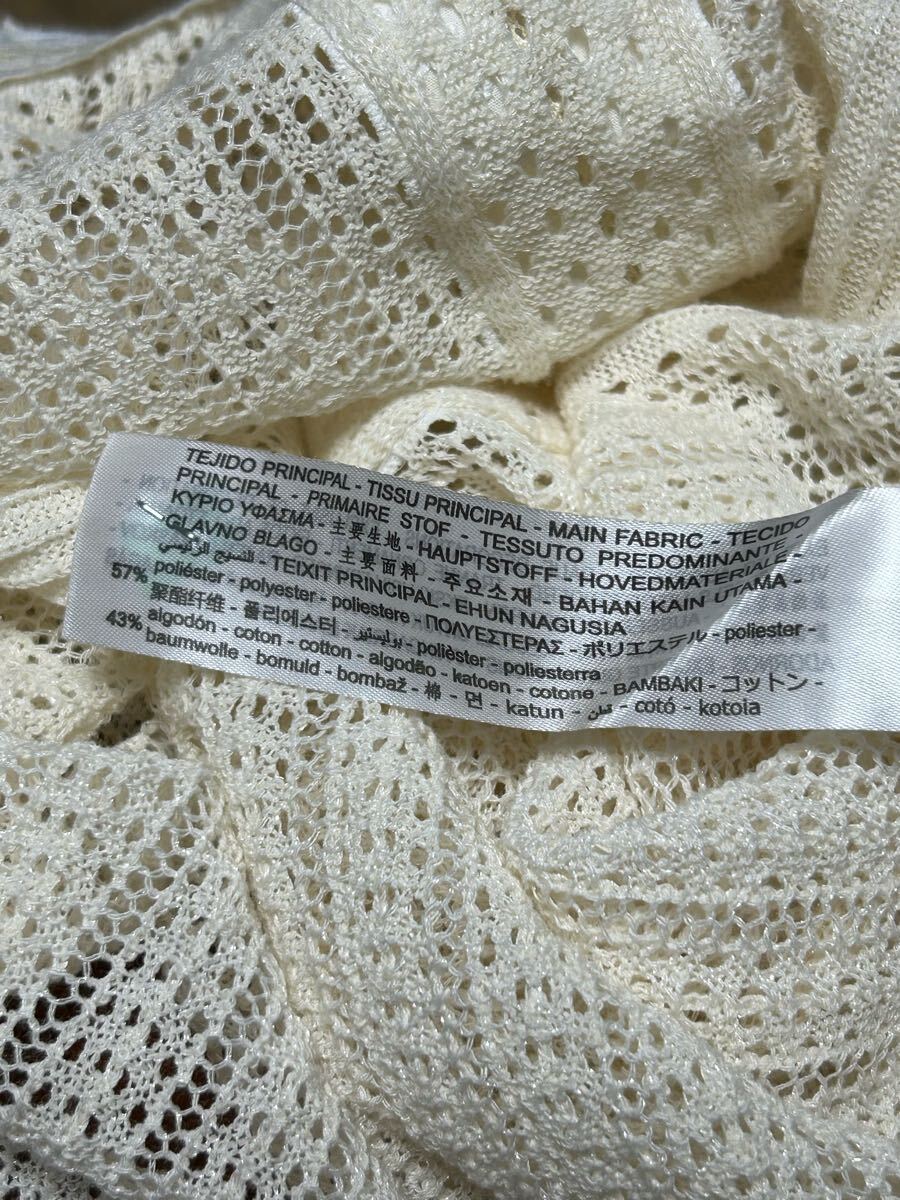 TEJIDO PRINCIPAL - TISSU PRINCIPAL - MAIN FABRIC - TECIDO
PRINCIPAL - PRIMAIRE STOF - TESSUTO PREDOMINANTE -
ΚΥΡΙΟ ΥΦΑΣΜΑ - 主要生地 - HAUPTSTOFF - HOVEDMATERIALE -
GLAVNO BLAGO - 主要面料 - 주요소재 - BAHAN KAIN UTAMA -
النسيج الرئيسي - TEIXIT PRINCIPAL - EHUN NAGUSIA
57% poliéster - polyester - poliestere - ΠΟΛΥΕΣΤΕΡΑΣ - ポリエステル - poliester -
聚酯纤维 - 폴리에스터 - بوليستير - polièster - poliesterra
43% algodón - coton - cotton - algodão - katoen - cotone - ΒΑΜΒΑΚΙ - コットン -
baumwolle - bomuld - bombaž - 棉 - 면 - katun - قطن - cotó - kotoia